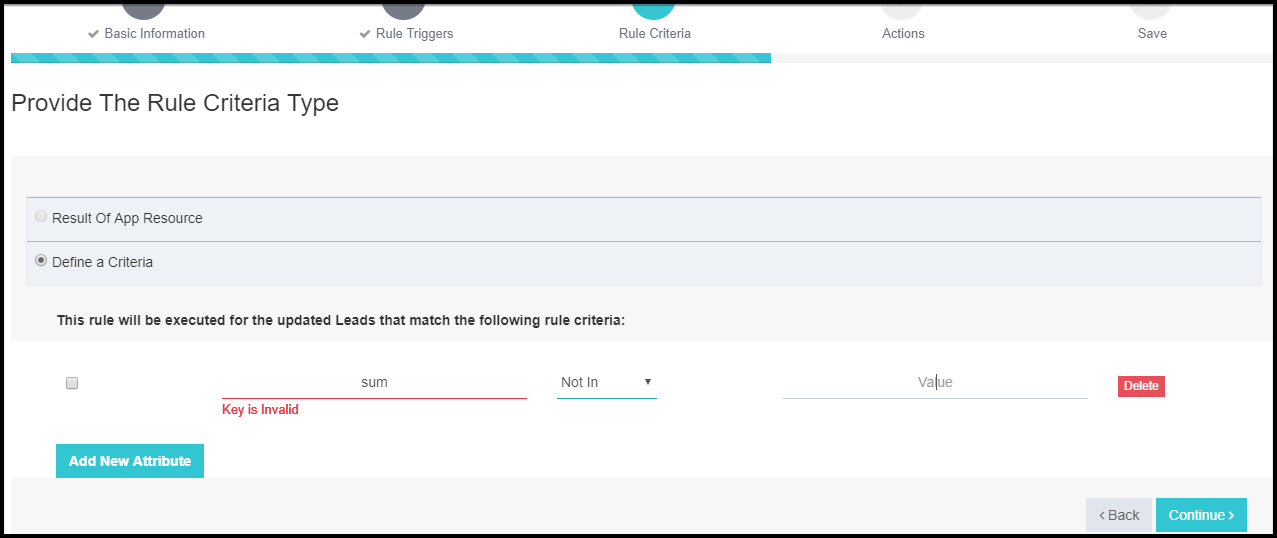 Basic Information
Rule Triggers
Rule Criteria
Actions
Save
Provide The Rule Criteria Type
Result Of App Resource
Define a Criteria
This rule will be executed for the updated Leads that match the following rule criteria:
sum
Not In
Value
Delete
Key is Invalid
Add New Attribute
‹ Back
Continue ›